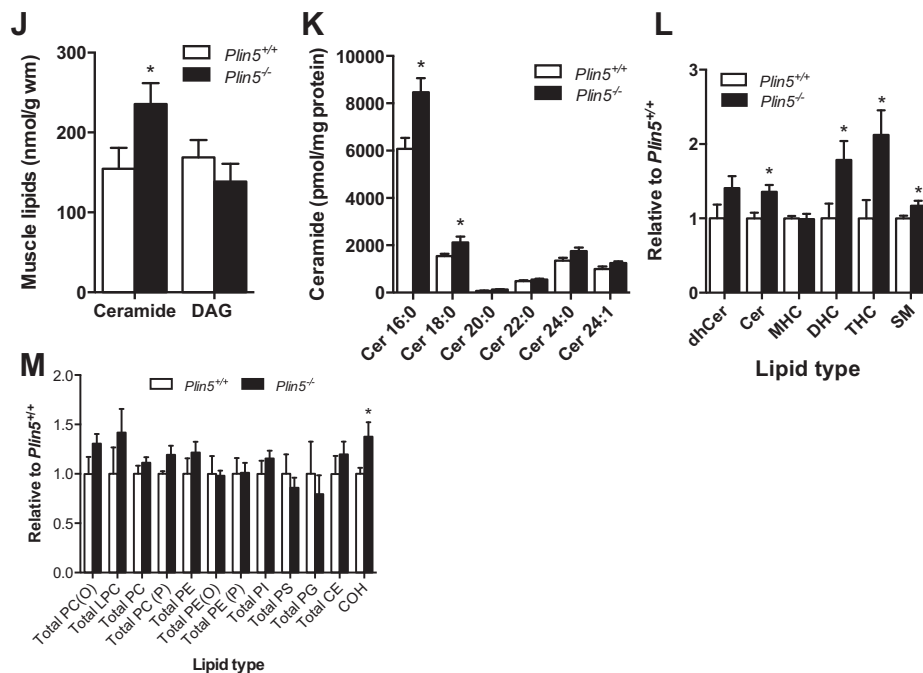 J
Plin5+/+
Plin5-/-
Muscle lipids (nmol/g wm)
300
200
150
100
0
*
Ceramide
DAG
K
Plin5+/+
Plin5-/-
Ceramide (pmol/mg protein)
10000
8000
6000
4000
2000
0
*
*
Cer 16:0
Cer 18:0
Cer 20:0
Cer 22:0
Cer 24:0
Cer 24:1
L
Plin5+/+
Plin5-/-
Relative to Plin5+/+
3
2
1
0
*
*
*
*
dhCer
Cer
MHC
DHC
THC
SM
Lipid type
M
Plin5+/+
Plin5-/-
Relative to Plin5+/+
2.0
1.5
1.0
0.5
0.0
*
Total PC(O)
Total LPC
Total PC
Total PC (P)
Total PE
Total PE(O)
Total PE (P)
Total PI
Total PS
Total PG
Total CE
COH
Lipid type